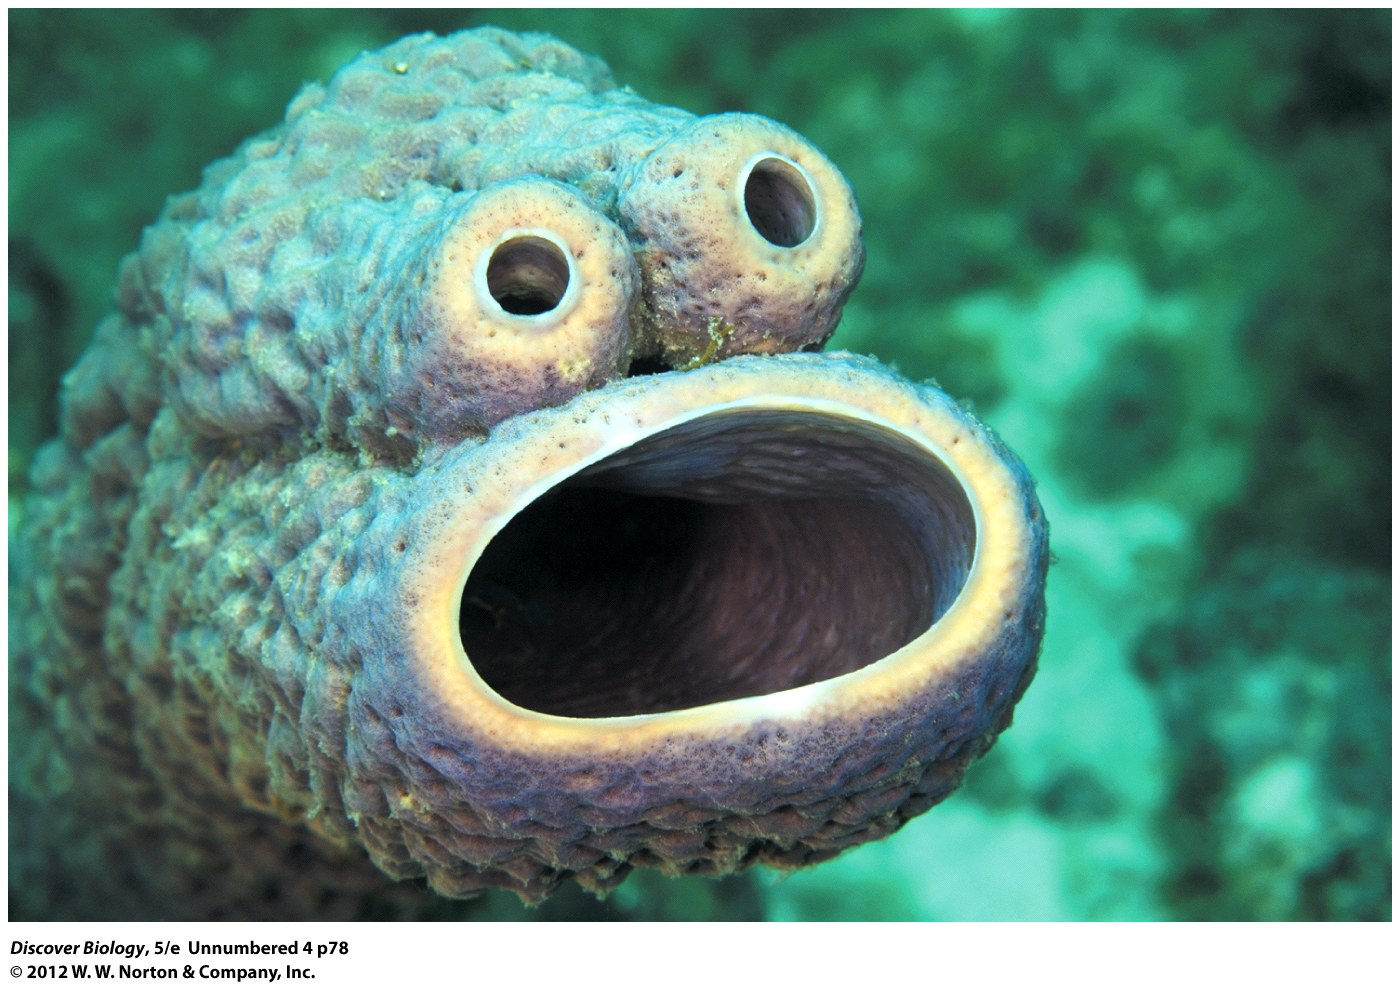 Discover Biology, 5/e Unnumbered 4 p78
© 2012 W. W. Norton & Company, Inc.